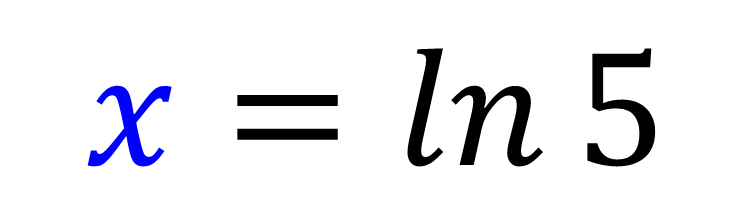 x = ln 5